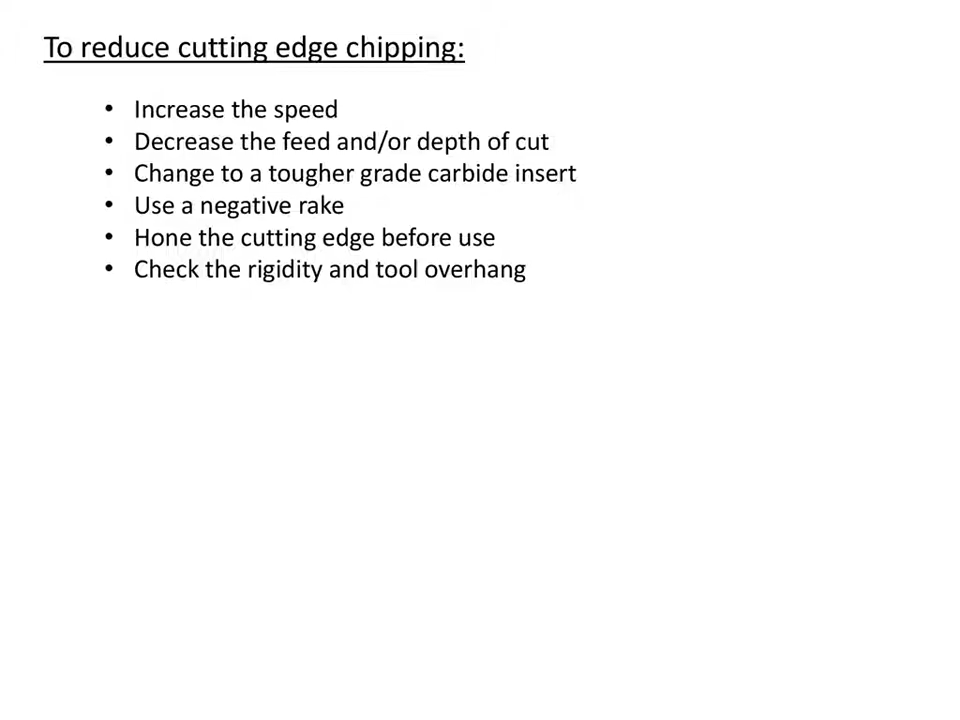 To reduce cutting edge chipping:
• Increase the speed
• Decrease the feed and/or depth of cut
• Change to a tougher grade carbide insert
• Use a negative rake
• Hone the cutting edge before use
• Check the rigidity and tool overhang